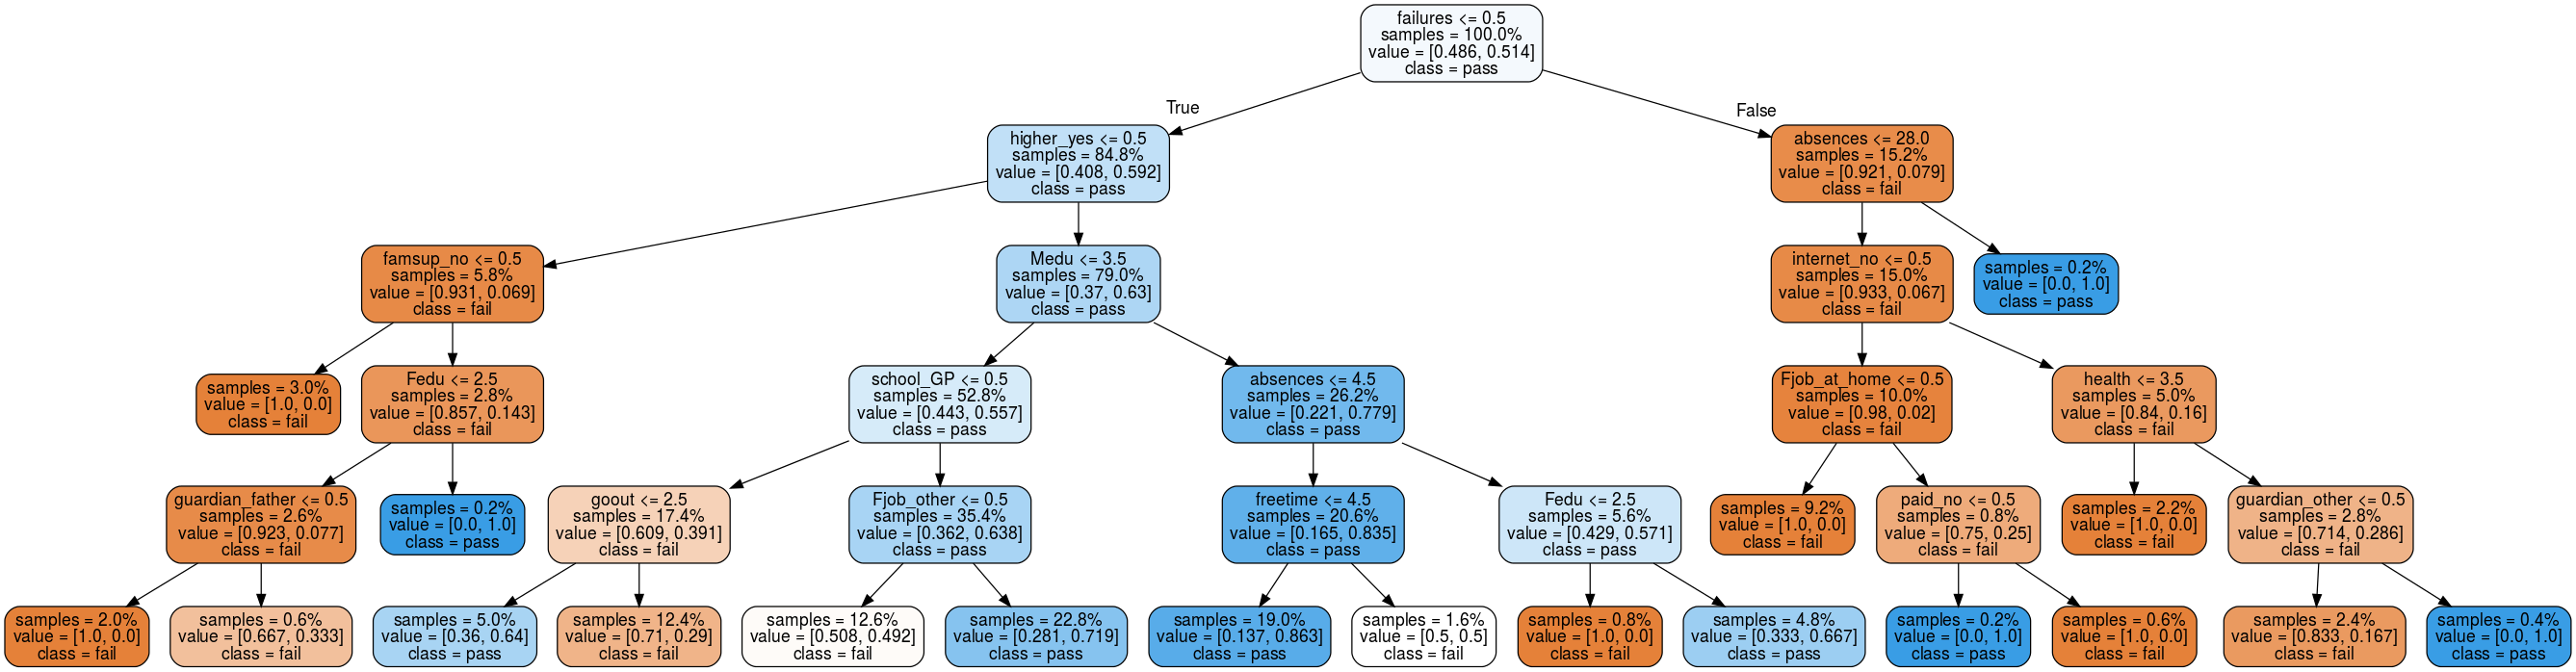 failures <= 0.5
samples = 100.0%
value = [0.486, 0.514]
class = pass
True
False
higher_yes <= 0.5
samples = 84.8%
value = [0.408, 0.592]
class = pass
absences <= 28.0
samples = 15.2%
value = [0.921, 0.079]
class = fail
famsup_no <= 0.5
samples = 5.8%
value = [0.931, 0.069]
class = fail
Medu <= 3.5
samples = 79.0%
value = [0.37, 0.63]
class = pass
internet_no <= 0.5
samples = 15.0%
value = [0.933, 0.067]
class = fail
samples = 0.2%
value = [0.0, 1.0]
class = pass
samples = 3.0%
value = [1.0, 0.0]
class = fail
Fedu <= 2.5
samples = 2.8%
value = [0.857, 0.143]
class = fail
school_GP <= 0.5
samples = 52.8%
value = [0.443, 0.557]
class = pass
absences <= 4.5
samples = 26.2%
value = [0.221, 0.779]
class = pass
Fjob_at_home <= 0.5
samples = 10.0%
value = [0.98, 0.02]
class = fail
health <= 3.5
samples = 5.0%
value = [0.84, 0.16]
class = fail
guardian_father <= 0.5
samples = 2.6%
value = [0.923, 0.077]
class = fail
samples = 0.2%
value = [0.0, 1.0]
class = pass
goout <= 2.5
samples = 17.4%
value = [0.609, 0.391]
class = fail
Fjob_other <= 0.5
samples = 35.4%
value = [0.362, 0.638]
class = pass
freetime <= 4.5
samples = 20.6%
value = [0.165, 0.835]
class = pass
Fedu <= 2.5
samples = 5.6%
value = [0.429, 0.571]
class = pass
samples = 9.2%
value = [1.0, 0.0]
class = fail
paid_no <= 0.5
samples = 0.8%
value = [0.75, 0.25]
class = fail
samples = 2.2%
value = [1.0, 0.0]
class = fail
guardian_other <= 0.5
samples = 2.8%
value = [0.714, 0.286]
class = fail
samples = 2.0%
value = [1.0, 0.0]
class = fail
samples = 0.6%
value = [0.667, 0.333]
class = fail
samples = 5.0%
value = [0.36, 0.64]
class = pass
samples = 12.4%
value = [0.71, 0.29]
class = fail
samples = 12.6%
value = [0.508, 0.492]
class = fail
samples = 22.8%
value = [0.281, 0.719]
class = pass
samples = 19.0%
value = [0.137, 0.863]
class = pass
samples = 1.6%
value = [0.5, 0.5]
class = fail
samples = 0.8%
value = [1.0, 0.0]
class = fail
samples = 4.8%
value = [0.333, 0.667]
class = pass
samples = 0.2%
value = [0.0, 1.0]
class = pass
samples = 0.6%
value = [1.0, 0.0]
class = fail
samples = 2.4%
value = [0.833, 0.167]
class = fail
samples = 0.4%
value = [0.0, 1.0]
class = pass